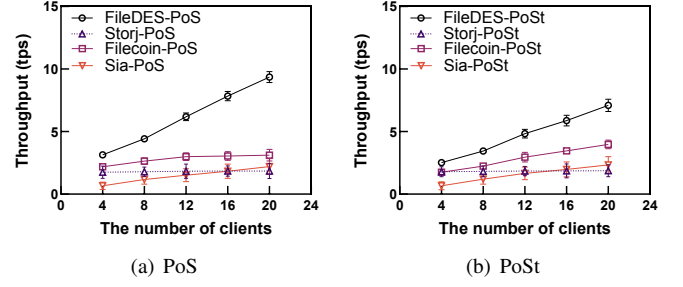 FileDES-PoS
Storj-PoS
Filecoin-PoS
Sia-PoS
Throughput (tps)
15
10
5
0
0 4 8 12 16 20 24
The number of clients
(a) PoS
FileDES-PoSt
Storj-PoSt
Filecoin-PoSt
Sia-PoSt
Throughput (tps)
15
10
5
0
0 4 8 12 16 20 24
The number of clients
(b) PoSt